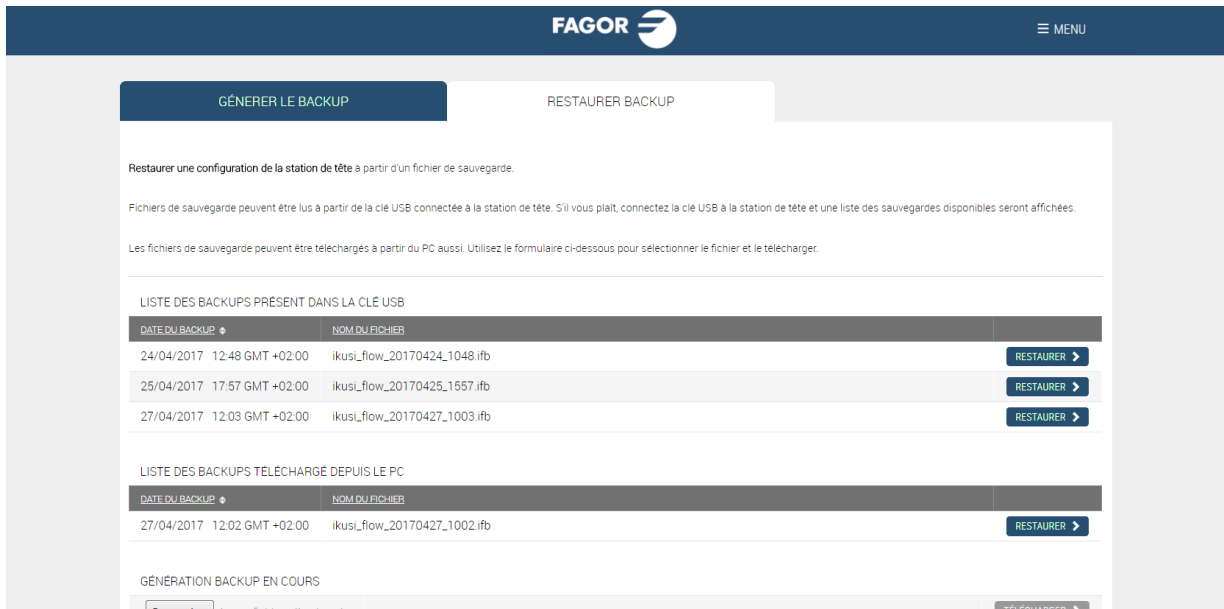 FAGOR
☰ MENU
GÉNERER LE BACKUP
RESTAURER BACKUP
Restaurer une configuration de la station de tête à partir d'un fichier de sauvegarde.
Fichiers de sauvegarde peuvent être lus à partir de la clé USB connectée à la station de tête. S'il vous plaît, connectez la clé USB à la station de tête et une liste des sauvegardes disponibles seront affichées.
Les fichiers de sauvegarde peuvent être téléchargés à partir du PC aussi. Utilisez le formulaire ci-dessous pour sélectionner le fichier et le télécharger.
LISTE DES BACKUPS PRÉSENT DANS LA CLÉ USB
DATE DU BACKUP NOM DU FICHIER
24/04/2017 12:48 GMT +02:00 ikusi_flow_20170424_1048.ifb RESTAURER
25/04/2017 17:57 GMT +02:00 ikusi_flow_20170425_1557.ifb RESTAURER
27/04/2017 12:03 GMT +02:00 ikusi_flow_20170427_1003.ifb RESTAURER
LISTE DES BACKUPS TÉLÉCHARGÉ DEPUIS LE PC
DATE DU BACKUP NOM DU FICHIER
27/04/2017 12:02 GMT +02:00 ikusi_flow_20170427_1002.ifb RESTAURER
GÉNÉRATION BACKUP EN COURS
TÉLÉCHARGER